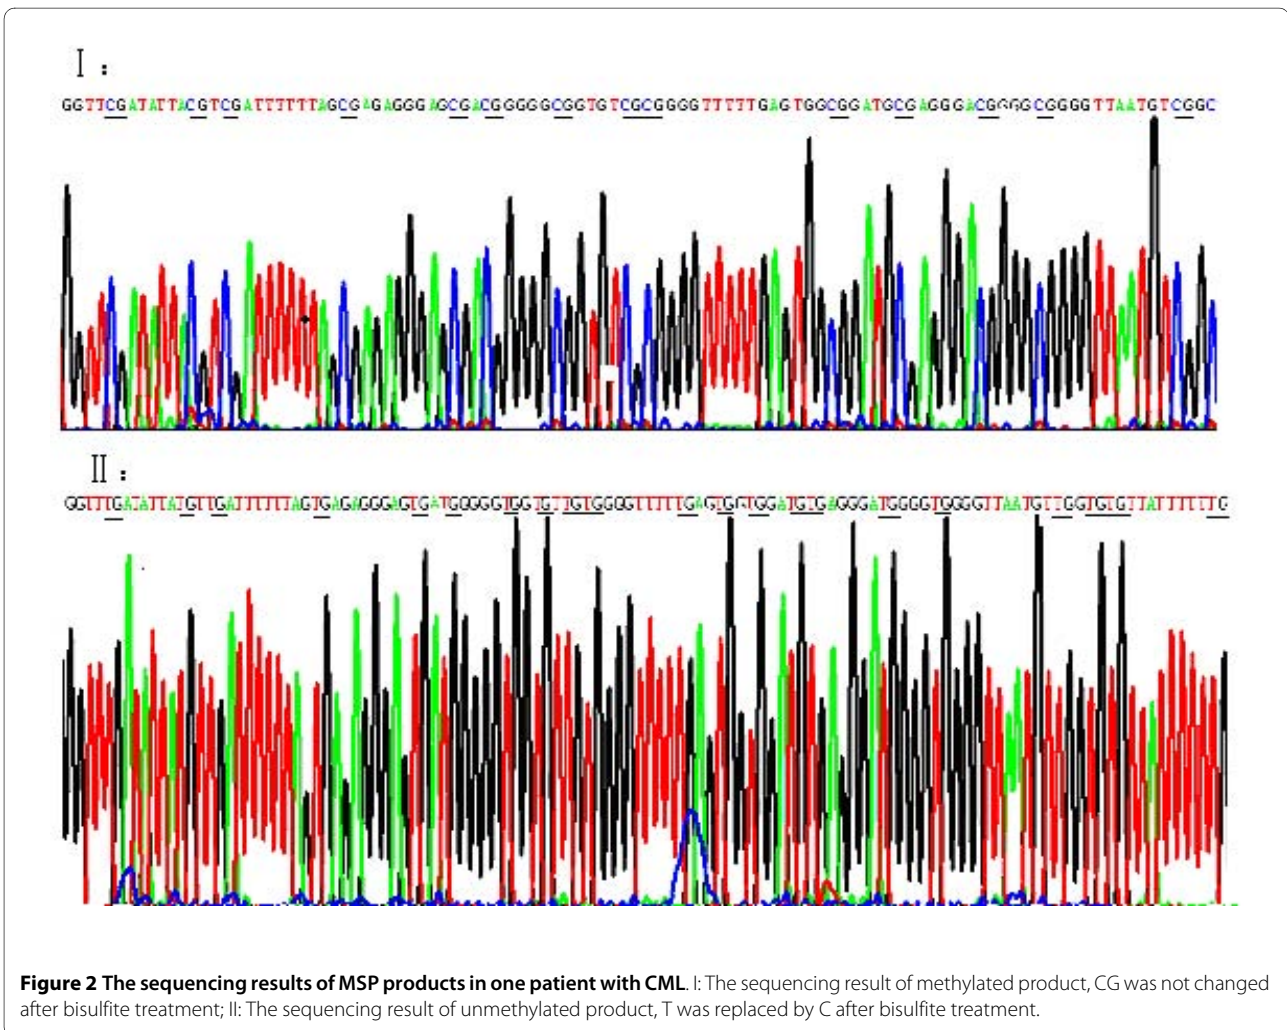 I :
GGTTCGATATTACGTCGATTTTTTAGCGAGAGGGAGCGACGGGGGCGGTGTCGCGGGGTTTTTGAGTGGCGGATGCGAGGGACGGGGCGGGGTTAATGTCGGC
II :
GGTTTGATATTATGTTGATTTTTTAGTGAGAGGGAGTGATGGGGGTGGTGTTGTGGGGTTTTTGAGTGGTGGATGTGAGGGATGGGGTGGGGTTAATGTTGGTGTGTTATTTTTTG
Figure 2 The sequencing results of MSP products in one patient with CML. I: The sequencing result of methylated product, CG was not changed
after bisulfite treatment; II: The sequencing result of unmethylated product, T was replaced by C after bisulfite treatment.